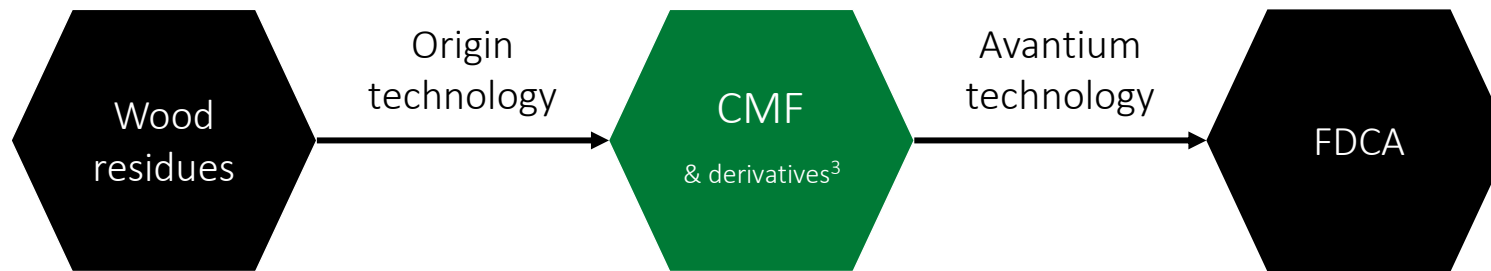 Wood
residues
Origin
technology
CMF
& derivatives³
Avantium
technology
FDCA